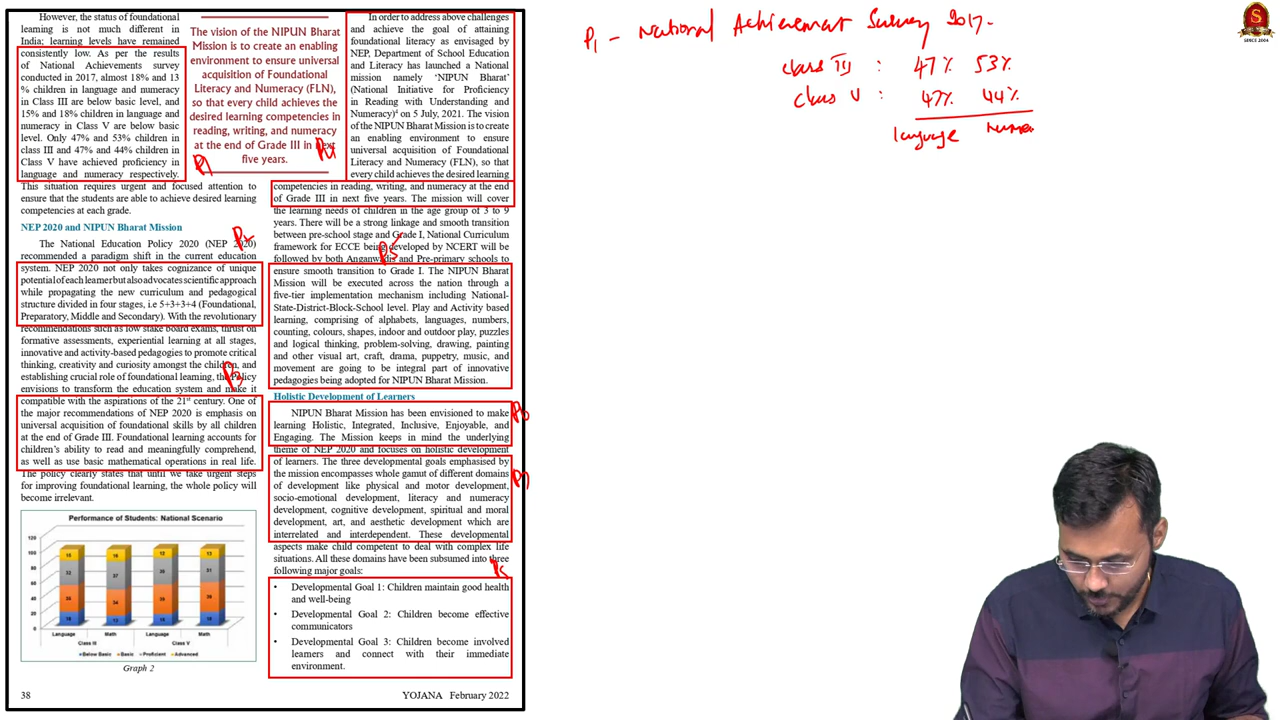 However, the status of foundational
learning is not much different in
India; learning levels have remained
consistently low. As per the results
of National Achievements survey
conducted in 2017, almost 18% and 13
% children in language and numeracy
in Class III are below basic level, and
15% and 18% children in language and
numeracy in Class V are below basic
level. Only 47% and 53% children in
class III and 47% and 44% children in
Class V have achieved proficiency in
language and numeracy respectively.
This situation requires urgent and focused attention to
ensure that the students are able to achieve desired learning
competencies at each grade.
NEP 2020 and NIPUN Bharat Mission
The National Education Policy 2020 (NEP 2020)
recommended a paradigm shift in the current education
system. NEP 2020 not only takes cognizance of unique
potential of each learner but also advocates scientific approach
while propagating the new curriculum and pedagogical
structure divided in four stages, i.e 5+3+3+4 (Foundational,
Preparatory, Middle and Secondary). With the revolutionary
recommendations such as low stake board exams, thrust on
formative assessments, experiential learning at all stages,
innovative and activity-based pedagogies to promote critical
thinking, creativity and curiosity amongst the children, and
establishing crucial role of foundational learning, the Policy
envisions to transform the education system and make it
compatible with the aspirations of the 21st century. One of
the major recommendations of NEP 2020 is emphasis on
universal acquisition of foundational skills by all children
at the end of Grade III. Foundational learning accounts for
children's ability to read and meaningfully comprehend,
as well as use basic mathematical operations in real life.
The policy clearly states that until we take urgent steps
for improving foundational learning, the whole policy will
become irrelevant.
Performance of Students: National Scenario
120
100
80
60
40
20
0
Language Math Language Math
Class III Class V
Below Basic Basic Proficient Advanced
Graph 2
The vision of the NIPUN Bharat
Mission is to create an enabling
environment to ensure universal
acquisition of Foundational
Literacy and Numeracy (FLN),
so that every child achieves the
desired learning competencies in
reading, writing, and numeracy
at the end of Grade III in next
five years.
In order to address above challenges
and achieve the goal of attaining
foundational literacy as envisaged by
NEP, Department of School Education
and Literacy has launched a National
mission namely 'NIPUN Bharat'
(National Initiative for Proficiency
in Reading with Understanding and
Numeracy)4 on 5 July, 2021. The vision
of the NIPUN Bharat Mission is to create
an enabling environment to ensure
universal acquisition of Foundational
Literacy and Numeracy (FLN), so that
every child achieves the desired learning
competencies in reading, writing, and numeracy at the end
of Grade III in next five years. The mission will cover
the learning needs of children in the age group of 3 to 9
years. There will be a strong linkage and smooth transition
between pre-school stage and Grade I, National Curriculum
framework for ECCE being developed by NCERT will be
followed by both Anganwadis and Pre-primary schools to
ensure smooth transition to Grade I. The NIPUN Bharat
Mission will be executed across the nation through a
five-tier implementation mechanism including National-
State-District-Block-School level. Play and Activity based
learning, comprising of alphabets, languages, numbers,
counting, colours, shapes, indoor and outdoor play, puzzles
and logical thinking, problem-solving, drawing, painting
and other visual art, craft, drama, puppetry, music, and
movement are going to be integral part of innovative
pedagogies being adopted for NIPUN Bharat Mission.
Holistic Development of Learners
NIPUN Bharat Mission has been envisioned to make
learning Holistic, Integrated, Inclusive, Enjoyable, and
Engaging. The Mission keeps in mind the underlying
theme of NEP 2020 and focuses on holistic development
of learners. The three developmental goals emphasised by
the mission encompasses whole gamut of different domains
of development like physical and motor development,
socio-emotional development, literacy and numeracy
development, cognitive development, spiritual and moral
development, art, and aesthetic development which are
interrelated and interdependent. These developmental
aspects make child competent to deal with complex life
situations. All these domains have been subsumed into three
following major goals:
• Developmental Goal 1: Children maintain good health
and well-being
• Developmental Goal 2: Children become effective
communicators
• Developmental Goal 3: Children become involved
learners and connect with their immediate
environment.
38
YOJANA February 2022
P1
P2
P3
P4
P5
P6
P7
P1 - National Achievemat Survey 2017.
class III : 47% 53%
class V : 47% 44%
language numer
SINCE 2004